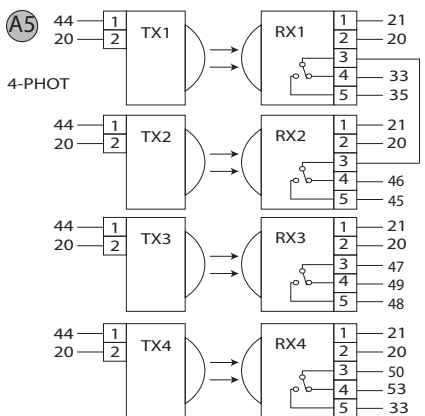 A5
4-PHOT
44 1 TX1 RX1 1 21
20 2 2 20
3
4 33
5 35
44 1 TX2 RX2 1 21
20 2 2 20
3
4 46
5 45
44 1 TX3 RX3 1 21
20 2 2 20
3 47
4 49
5 48
44 1 TX4 RX4 1 21
20 2 2 20
3 50
4 53
5 33